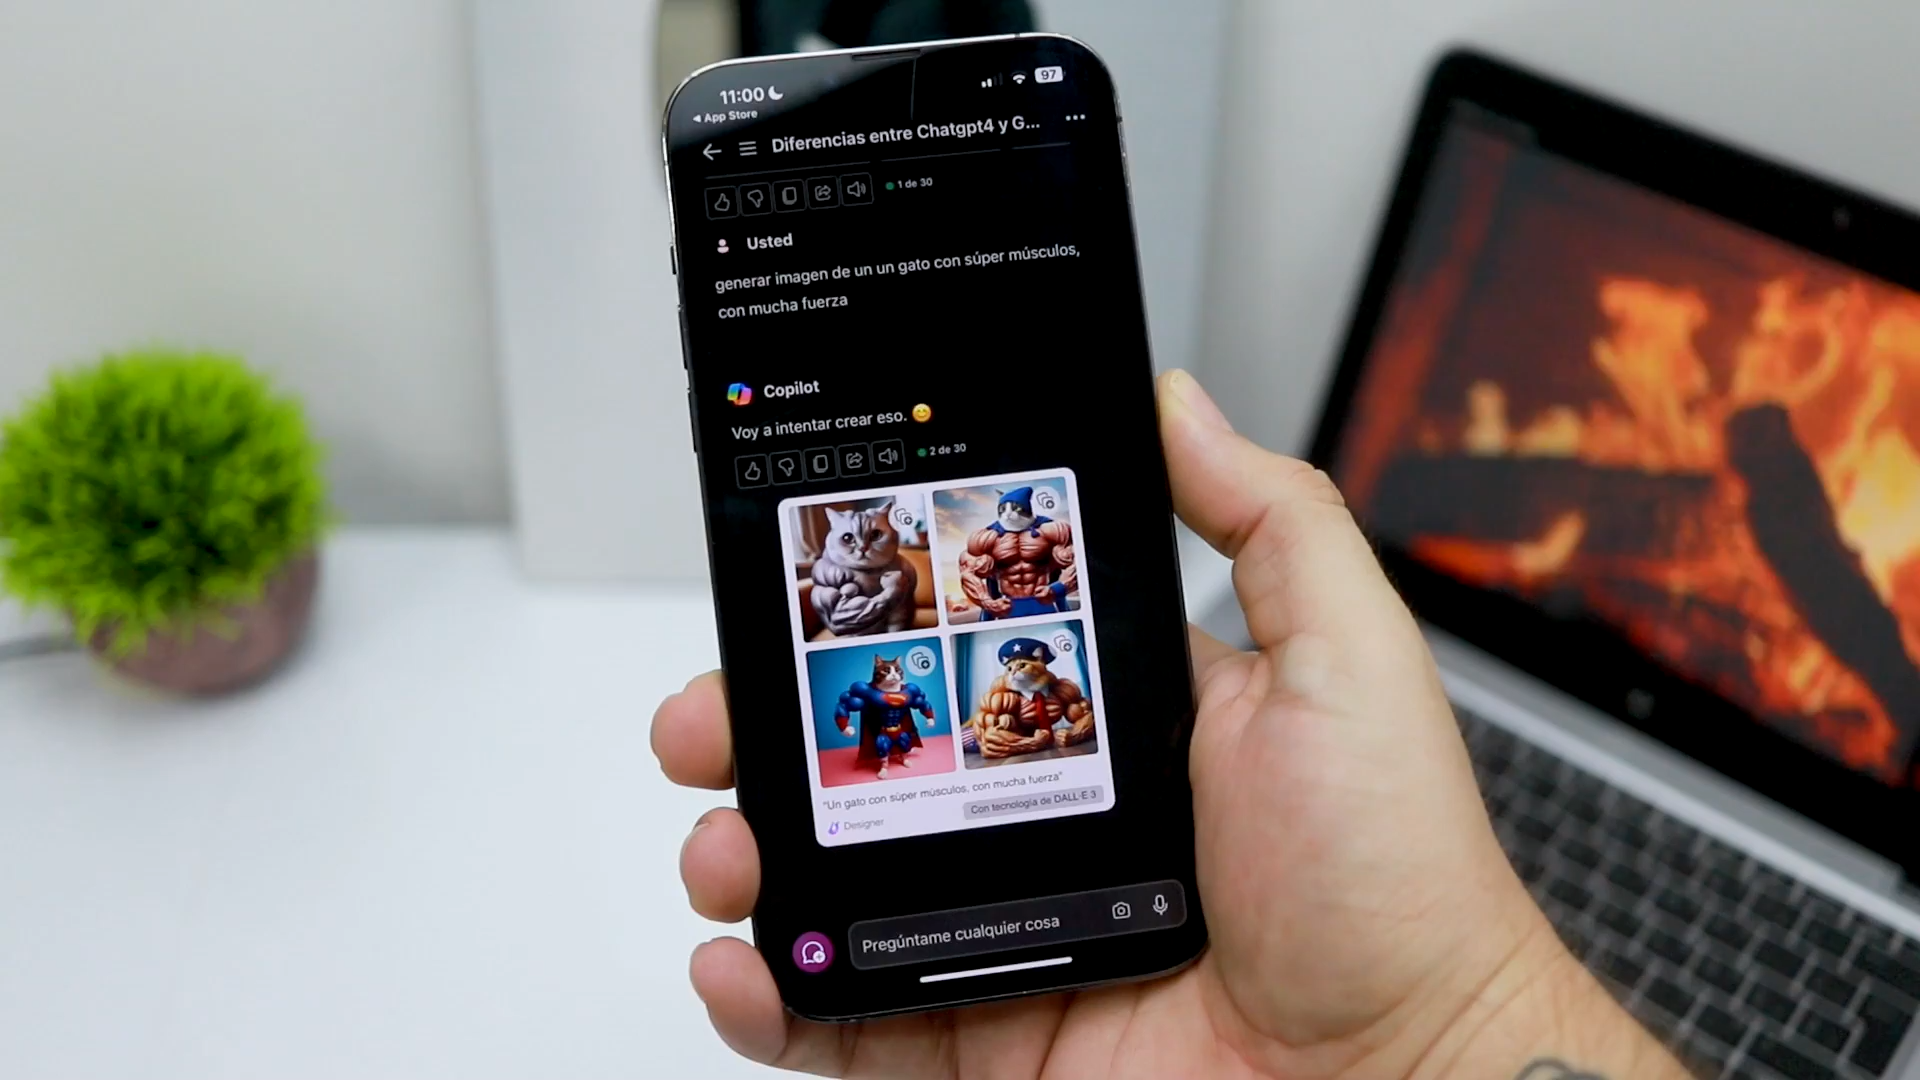 11:00
97
App Store
Diferencias entre Chatgpt4 y G...
1 de 30
Usted
generar imagen de un un gato con súper músculos,
con mucha fuerza
Copilot
Voy a intentar crear eso. 😊
2 de 30
"Un gato con súper músculos, con mucha fuerza"
Con tecnología de DALL·E 3
Designer
Pregúntame cualquier cosa